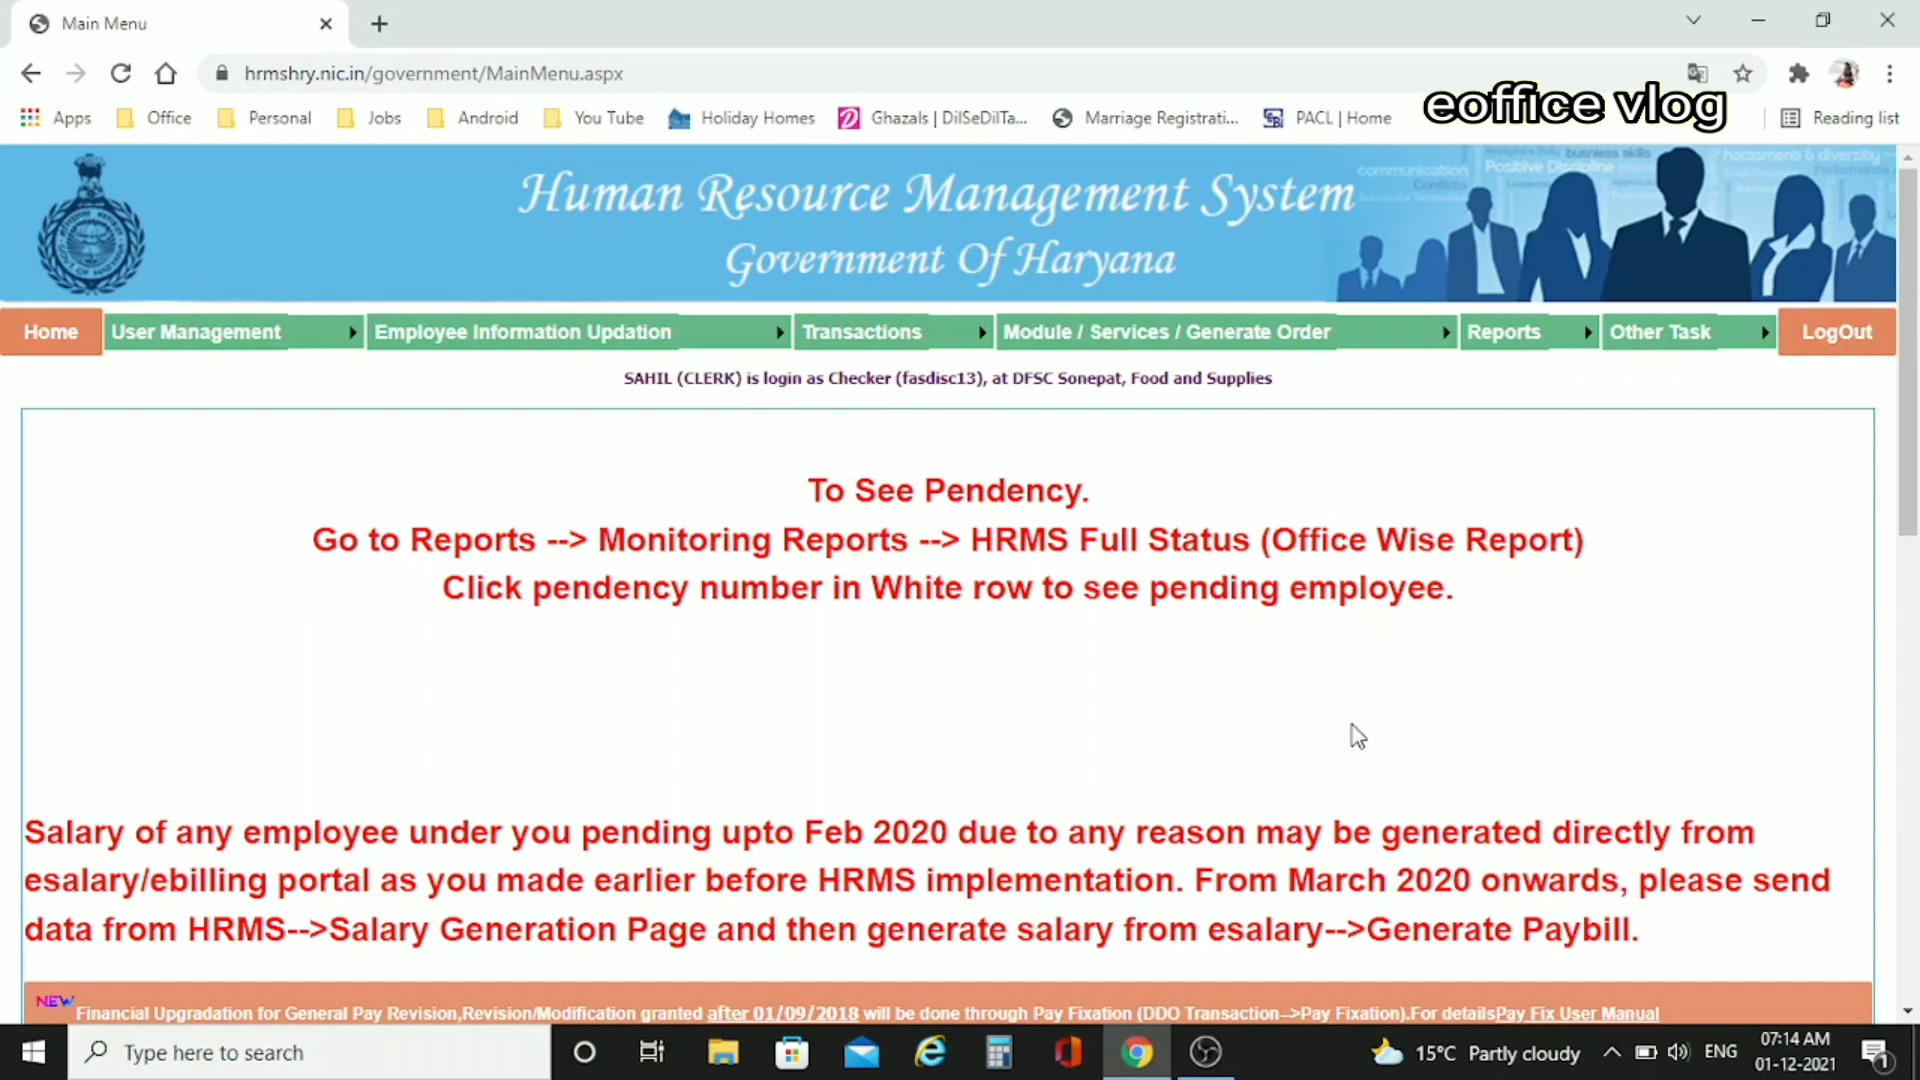 Main Menu
hrmshry.nic.in/government/MainMenu.aspx
eoffice vlog
Apps Office Personal Jobs Android You Tube Holiday Homes Ghazals | DilSeDilTa... Marriage Registrati... PACL | Home Reading list
Human Resource Management System
Government Of Haryana
Home User Management Employee Information Updation Transactions Module / Services / Generate Order Reports Other Task LogOut
SAHIL (CLERK) is login as Checker (fasdisc13), at DFSC Sonepat, Food and Supplies
To See Pendency.
Go to Reports --> Monitoring Reports --> HRMS Full Status (Office Wise Report)
Click pendency number in White row to see pending employee.
Salary of any employee under you pending upto Feb 2020 due to any reason may be generated directly from
esalary/ebilling portal as you made earlier before HRMS implementation. From March 2020 onwards, please send
data from HRMS-->Salary Generation Page and then generate salary from esalary-->Generate Paybill.
NEW Financial Upgradation for General Pay Revision,Revision/Modification granted after 01/09/2018 will be done through Pay Fixation (DDO Transaction-->Pay Fixation).For detailsPay Fix User Manual
Type here to search
15°C Partly cloudy
ENG
07:14 AM
01-12-2021
1